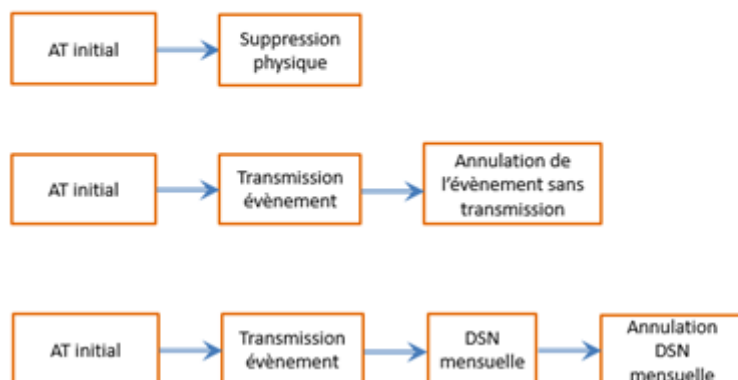 AT initial
Suppression
physique
AT initial
Transmission
évènement
Annulation de
l'évènement sans
transmission
AT initial
Transmission
évènement
DSN
mensuelle
Annulation
DSN
mensuelle